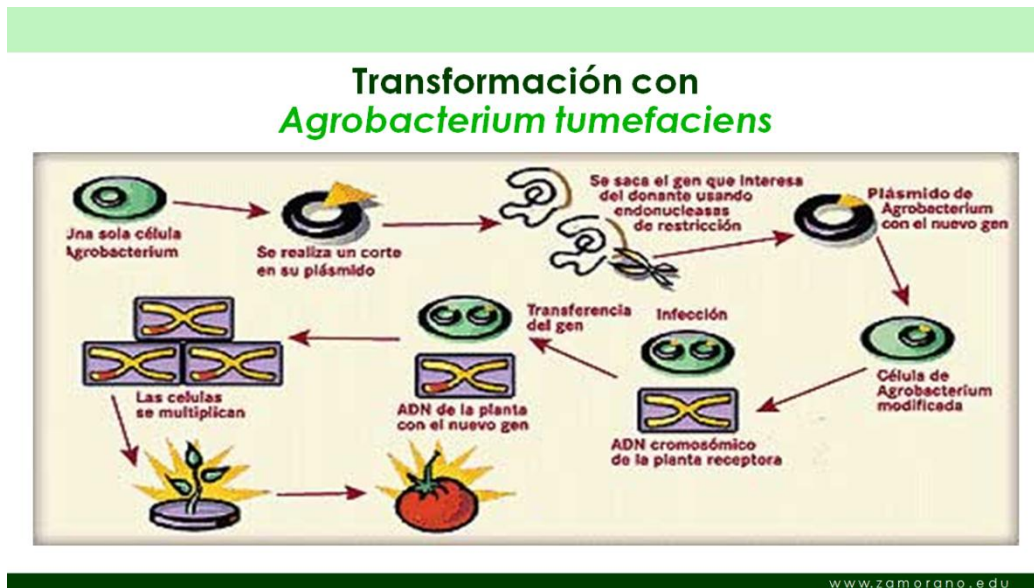 Transformación con
Agrobacterium tumefaciens
Una sola célula
Agrobacterium
Se realiza un corte
en su plásmido
Se saca el gen que interesa
del donante usando
endonucleasas
de restricción
Plásmido de
Agrobacterium
con el nuevo gen
Célula de
Agrobacterium
modificada
Infección
ADN cromosómico
de la planta receptora
Transferencia
del gen
ADN de la planta
con el nuevo gen
Las celulas
se multiplican
www.zamorano.edu